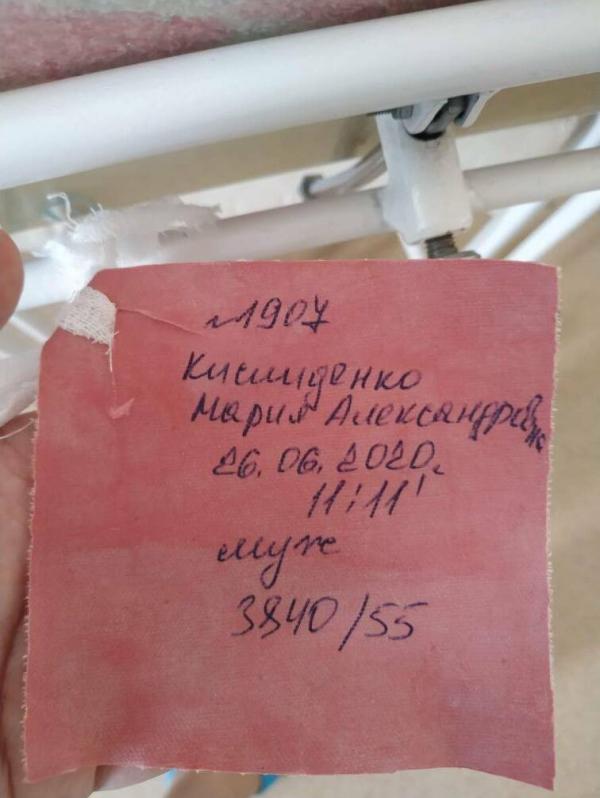 №1907
Мария Александровна
26.06.2020г
11:11'
муж
3840/55